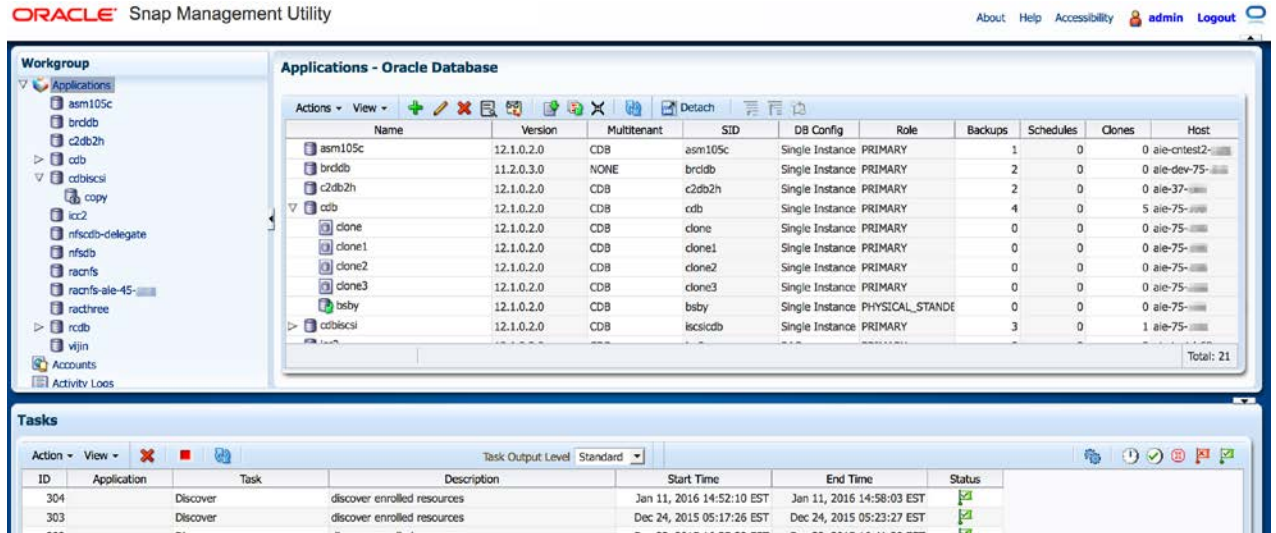 ORACLE Snap Management Utility
About Help Accessibility admin Logout
Workgroup
Applications
asm105c
brcldb
c2db2h
cdb
cdbiscsi
copy
icc2
nfscdb-delegate
nfsdb
racnfs
racnfs-aie-45-
racthree
rcdb
vijin
Accounts
Activity Logs
Applications - Oracle Database
Actions View Detach
Name Version Multitenant SID DB Config Role Backups Schedules Clones Host
asm105c 12.1.0.2.0 CDB asm105c Single Instance PRIMARY 1 0 0 aie-cntest2-
brcldb 11.2.0.3.0 NONE brcldb Single Instance PRIMARY 2 0 0 aie-dev-75-
c2db2h 12.1.0.2.0 CDB c2db2h Single Instance PRIMARY 2 0 0 aie-37-
cdb 12.1.0.2.0 CDB cdb Single Instance PRIMARY 4 0 5 aie-75-
clone 12.1.0.2.0 CDB clone Single Instance PRIMARY 0 0 0 aie-75-
clone1 12.1.0.2.0 CDB clone1 Single Instance PRIMARY 0 0 0 aie-75-
clone2 12.1.0.2.0 CDB clone2 Single Instance PRIMARY 0 0 0 aie-75-
clone3 12.1.0.2.0 CDB clone3 Single Instance PRIMARY 0 0 0 aie-75-
bsby 12.1.0.2.0 CDB bsby Single Instance PHYSICAL_STANDE 0 0 0 aie-75-
cdbiscsi 12.1.0.2.0 CDB iscsicdb Single Instance PRIMARY 3 0 1 aie-75-
Total: 21
Tasks
Action View Task Output Level Standard
ID Application Task Description Start Time End Time Status
304 Discover discover enrolled resources Jan 11, 2016 14:52:10 EST Jan 11, 2016 14:58:03 EST
303 Discover discover enrolled resources Dec 24, 2015 05:17:26 EST Dec 24, 2015 05:23:27 EST